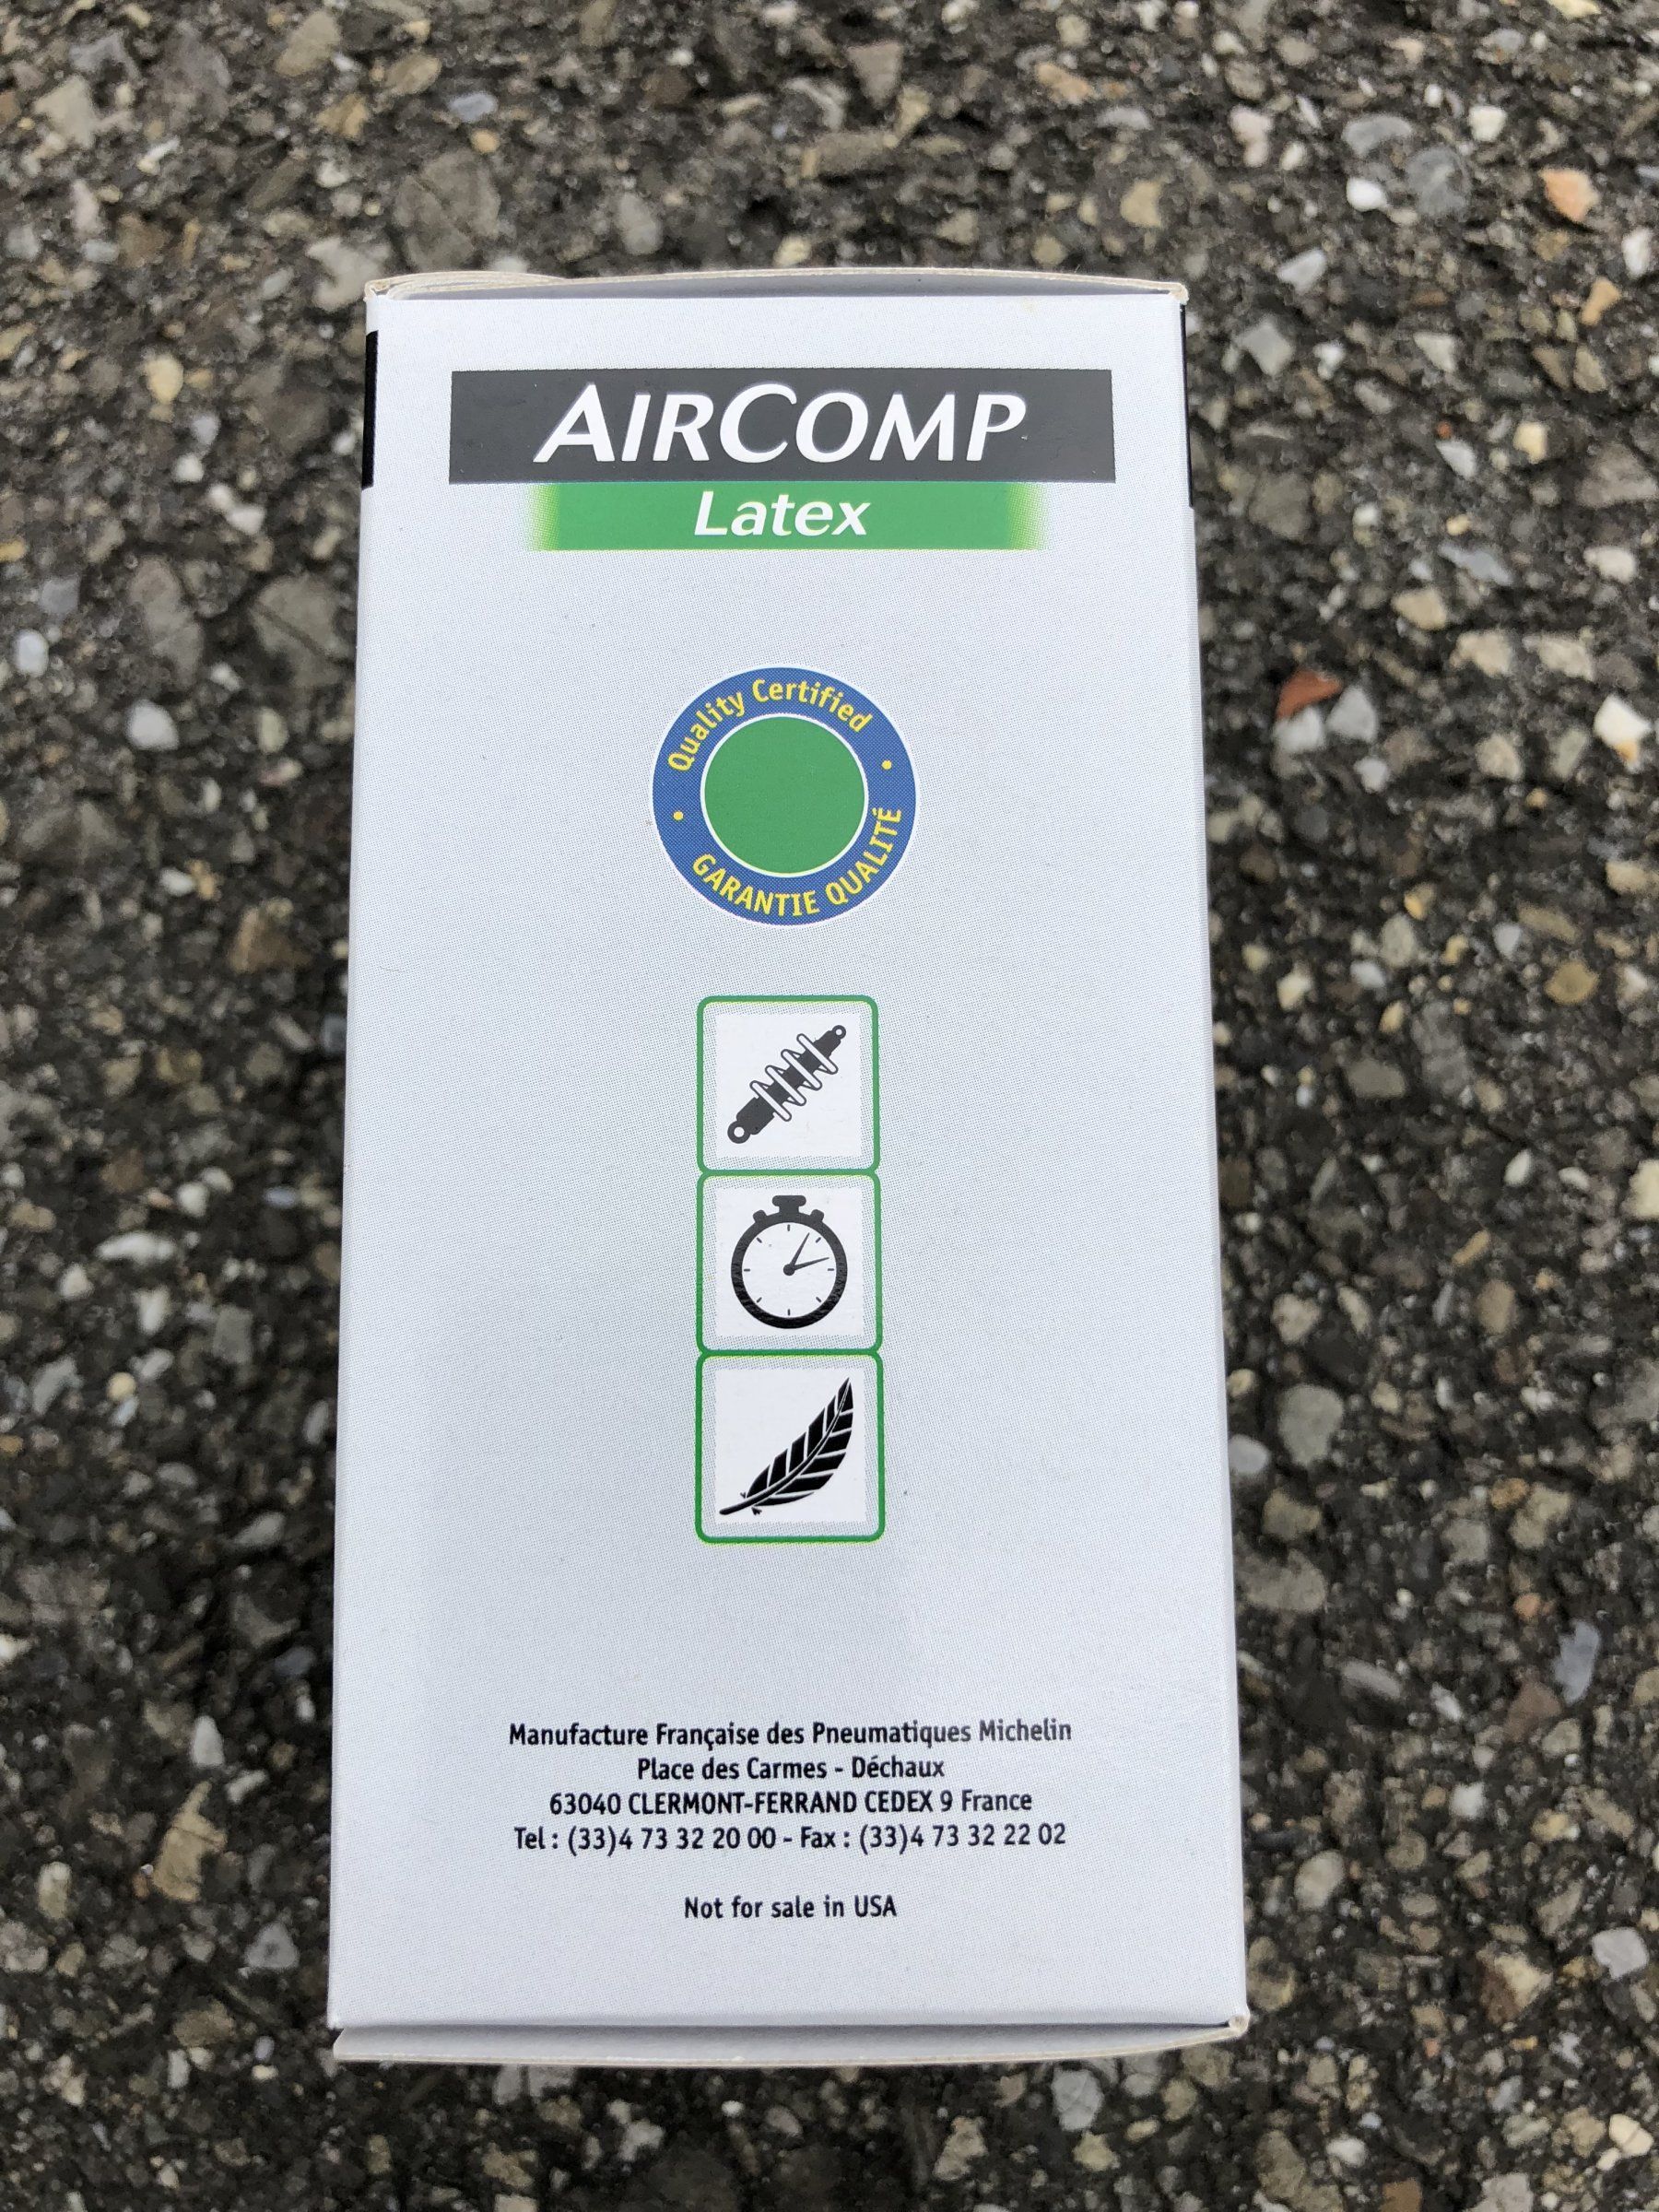 AIRCOMP
Latex
Quality Certified
GARANTIE QUALITÉ
Manufacture Française des Pneumatiques Michelin
Place des Carmes - Déchaux
63040 CLERMONT-FERRAND CEDEX 9 France
Tel : (33)4 73 32 20 00 - Fax : (33)4 73 32 22 02
Not for sale in USA